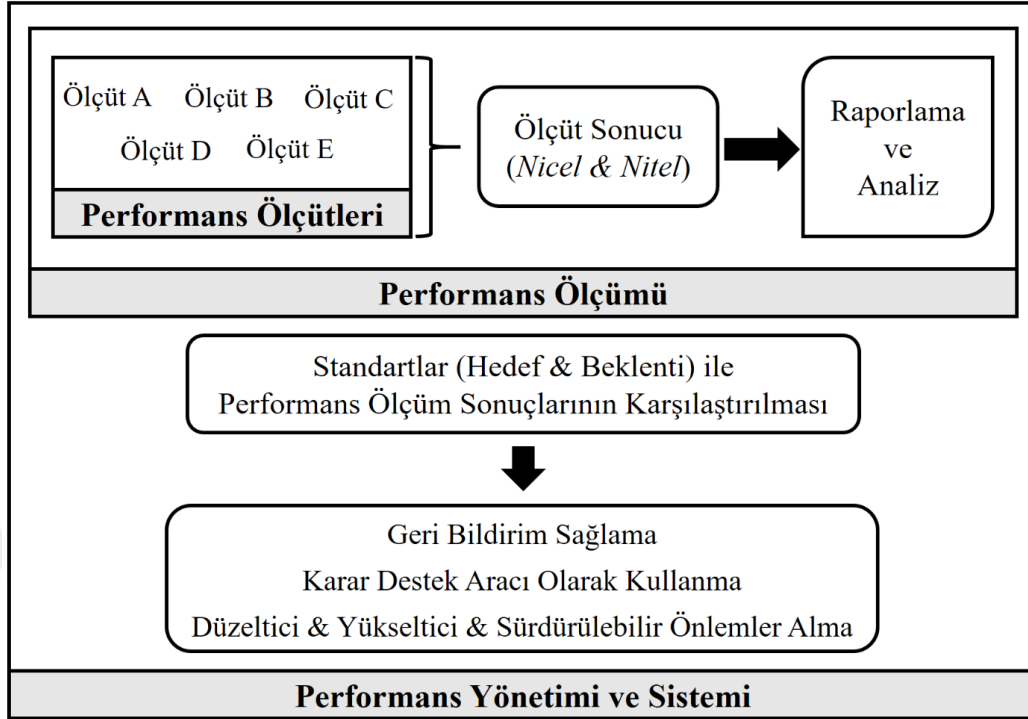 Ölçüt A Ölçüt B Ölçüt C
Ölçüt D Ölçüt E
Performans Ölçütleri
Ölçüt Sonucu
(Nicel & Nitel)
Raporlama
ve
Analiz
Performans Ölçümü
Standartlar (Hedef & Beklenti) ile
Performans Ölçüm Sonuçlarının Karşılaştırılması
Geri Bildirim Sağlama
Karar Destek Aracı Olarak Kullanma
Düzeltici & Yükseltici & Sürdürülebilir Önlemler Alma
Performans Yönetimi ve Sistemi